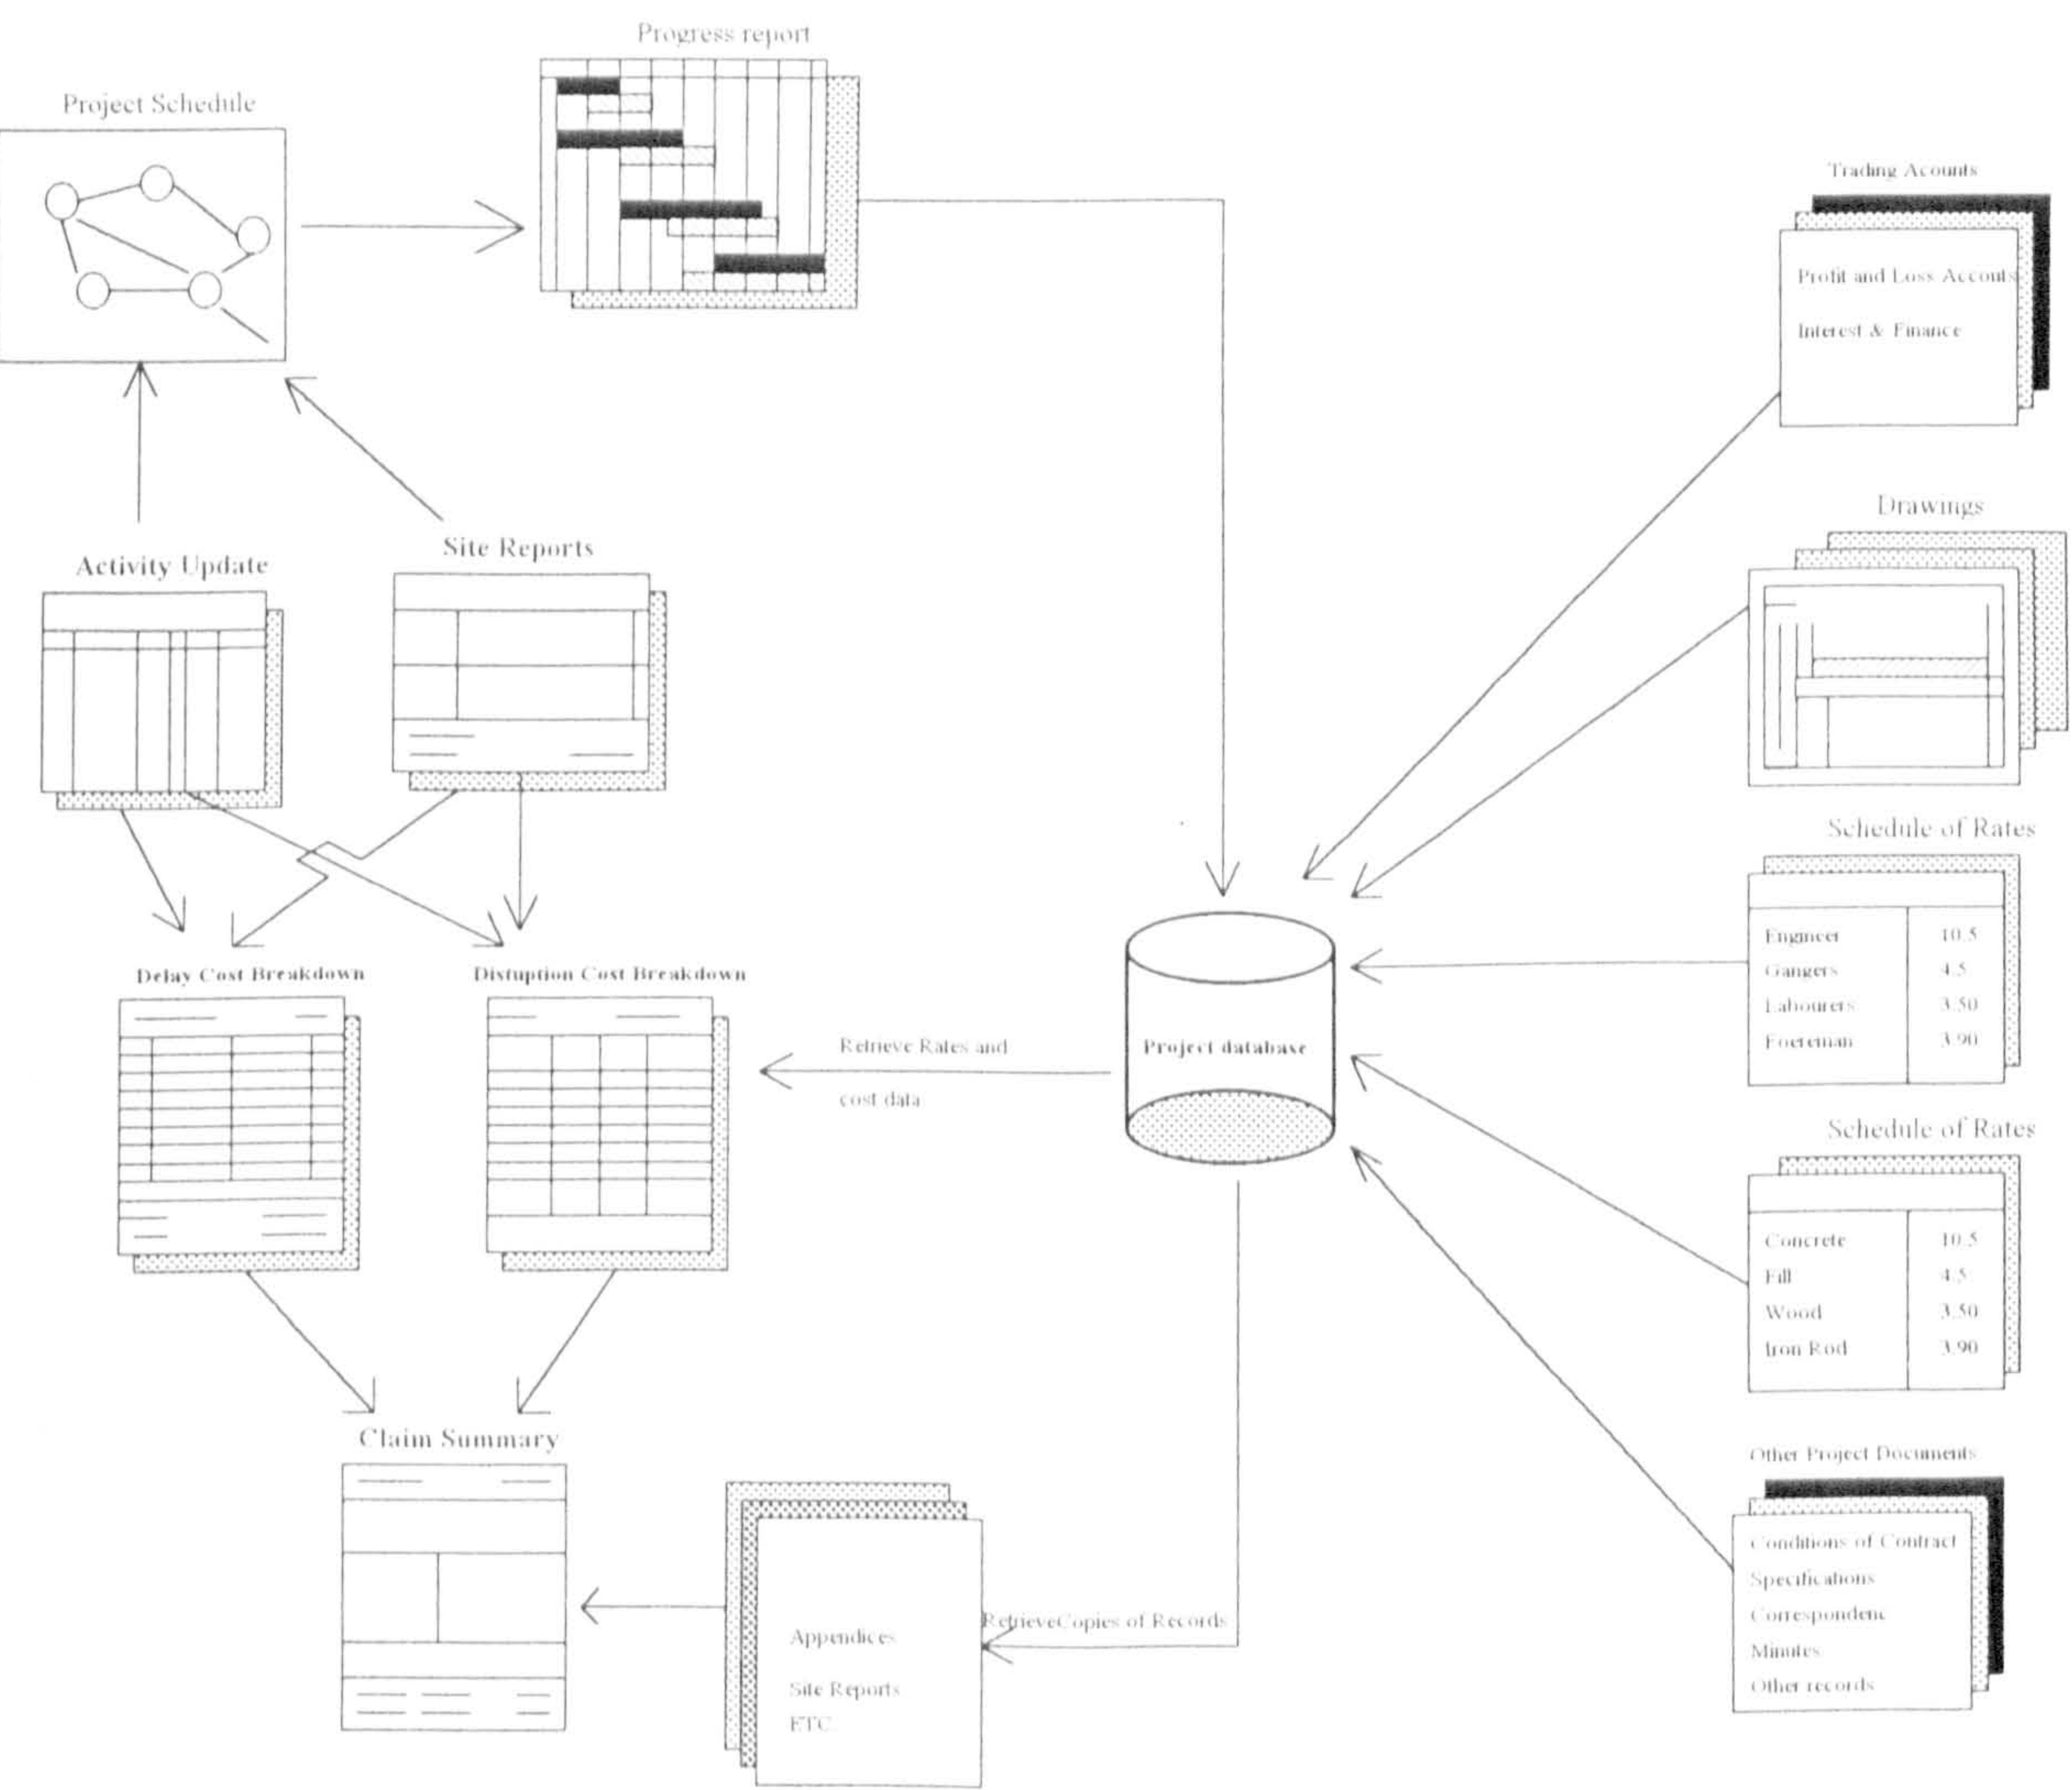 Progress report
Project Schedule
Trading Acounts
Profit and Loss Accouts
Interest & Finance
Drawings
Activity Update
Site Reports
Schedule of Rates
Engineer 10.5
Gangers 4.5
Labourers 3.50
Foereman 3.90
Delay Cost Breakdown
Distuption Cost Breakdown
Retrieve Rates and
cost data
Project database
Schedule of Rates
Concrete 10.5
Fill 4.5
Wood 3.50
Iron Rod 3.90
Claim Summary
Other Project Documents
Conditions of Contract
Specifications
Correspondenc
Minutes
Other records
RetrieveCopies of Records
Appendices
Site Reports
ETC.